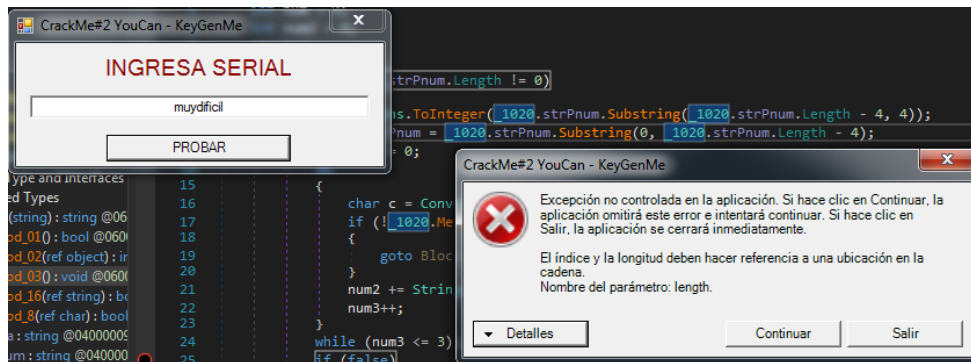 CrackMe#2 YouCan - KeyGenMe
x
INGRESA SERIAL
muydificil
PROBAR
strPnum.Length != 0)
ns.ToInteger(_1020.strPnum.Substring(_1020.strPnum.Length - 4, 4));
Pnum = _1020.strPnum.Substring(0, _1020.strPnum.Length - 4);
= 0;
15 {
16 char c = Conv
17 if (!_1020.Me
18 {
19 goto Bloc
20 }
21 num2 += Strin
22 num3++;
23 }
24 while (num3 <= 3)
25 if (false)
Type and Interfaces
ed Types
(string) : string @06
od_01() : bool @060
od_02(ref object) : ir
od_03() : void @060
od_16(ref string) : bo
od_8(ref char) : bool
a : string @04000009
um : string @040000
CrackMe#2 YouCan - KeyGenMe
x
Excepción no controlada en la aplicación. Si hace clic en Continuar, la
aplicación omitirá este error e intentará continuar. Si hace clic en
Salir, la aplicación se cerrará inmediatamente.
El índice y la longitud deben hacer referencia a una ubicación en la
cadena.
Nombre del parámetro: length.
Detalles
Continuar
Salir